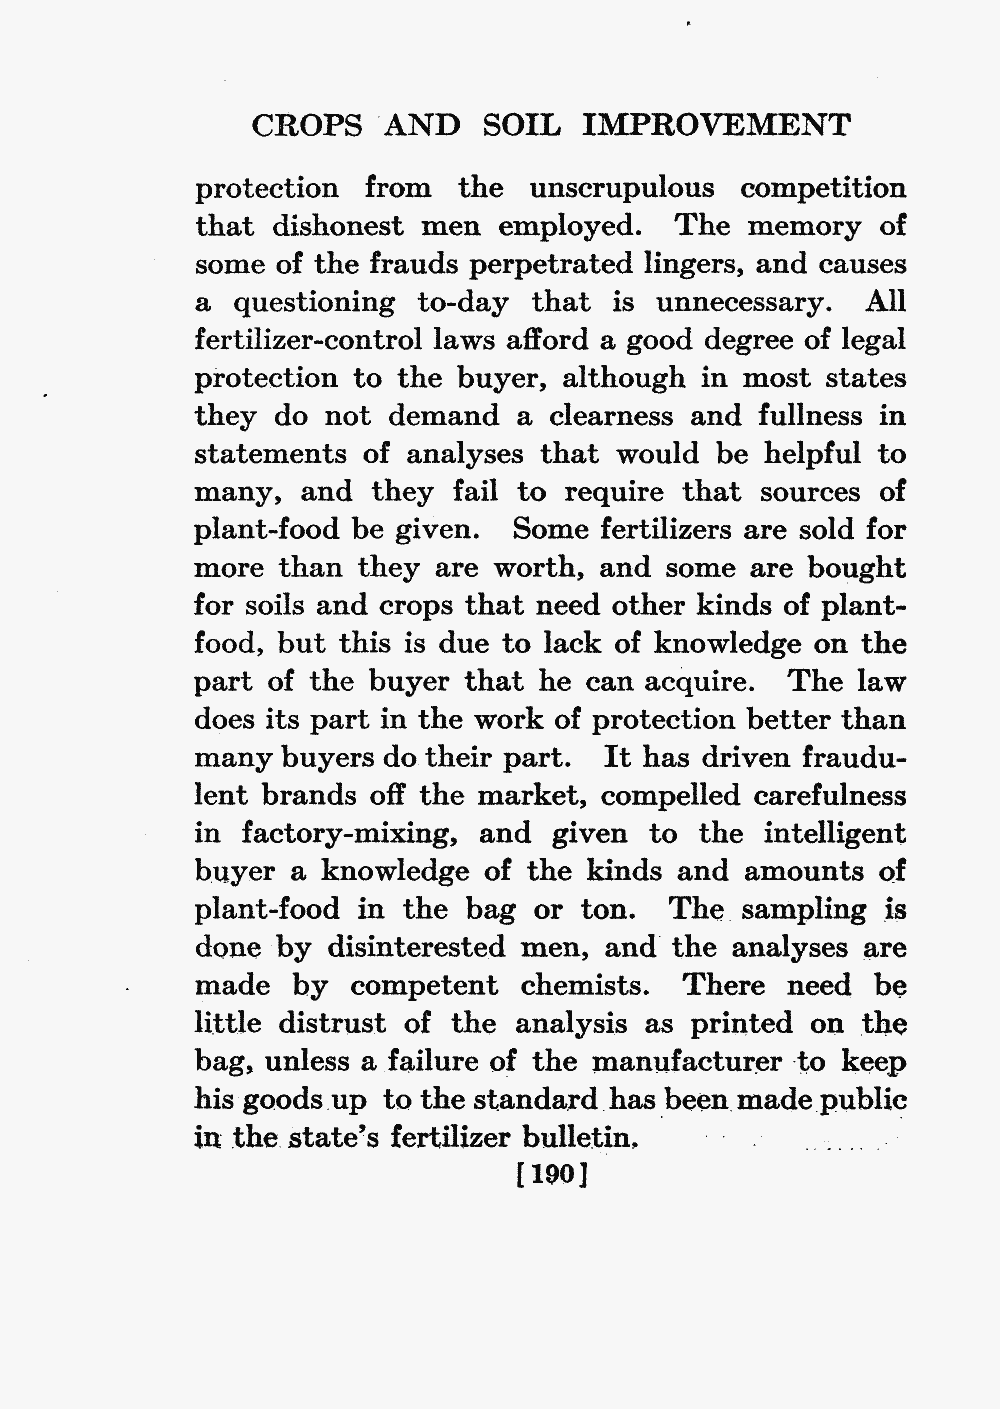 CROPS AND SOIL IMPROVEMENT
protection from the unscrupulous competition
that dishonest men employed. The memory of
some of the frauds perpetrated lingers, and causes
a questioning to-day that is unnecessary. All
fertilizer-control laws afford a good degree of legal
protection to the buyer, although in most states
they do not demand a clearness and fullness in
statements of analyses that would be helpful to
many, and they fail to require that sources of
plant-food be given. Some fertilizers are sold for
more than they are worth, and some are bought
for soils and crops that need other kinds of plant-
food, but this is due to lack of knowledge on the
part of the buyer that he can acquire. The law
does its part in the work of protection better than
many buyers do their part. It has driven fraudu-
lent brands off the market, compelled carefulness
in factory-mixing, and given to the intelligent
buyer a knowledge of the kinds and amounts of
plant-food in the bag or ton. The sampling is
done by disinterested men, and the analyses are
made by competent chemists. There need be
little distrust of the analysis as printed on the
bag, unless a failure of the manufacturer to keep
his goods up to the standard has been made public
in the state's fertilizer bulletin.
[190]